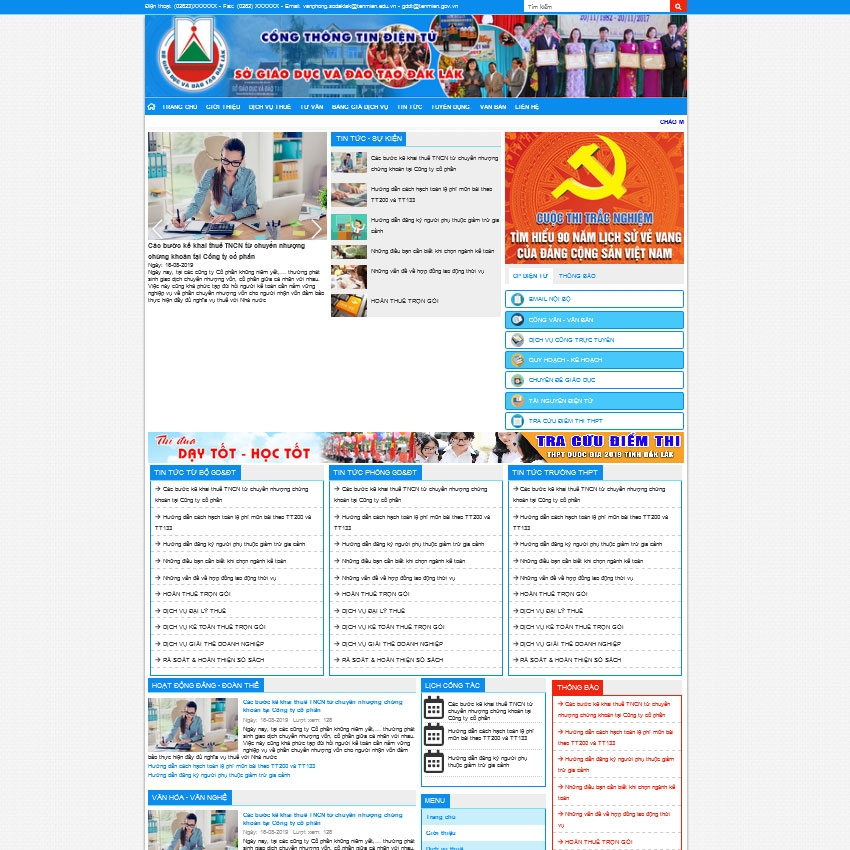 Điện thoại: (0262)XXXXXX - Fax: (0262) XXXXXX - Email: vanphong.sodaklak@tanmien.edu.vn - gddt@tanmien.gov.vn
Tìm kiếm
CỔNG THÔNG TIN ĐIỆN TỬ
SỞ GIÁO DỤC VÀ ĐÀO TẠO ĐĂK LĂK
TRANG CHỦ GIỚI THIỆU DỊCH VỤ THUẾ TƯ VẤN BẢNG GIÁ DỊCH VỤ TIN TỨC TUYỂN DỤNG VĂN BẢN LIÊN HỆ
CHÀO M
Các bước kê khai thuế TNCN từ chuyển nhượng
chứng khoán tại Công ty cổ phần
Ngày: 16-03-2019
Ngày nay, tại các công ty Cổ phần không niêm yết,… thường phát
sinh giao dịch chuyển nhượng vốn, cổ phần giữa cá nhân với nhau.
Việc này cũng khá phức tạp đòi hỏi người kế toán cần nắm vững
nghiệp vụ về phần chuyển nhượng vốn cho người nhận vốn đảm bảo
thực hiện đầy đủ nghĩa vụ thuế với Nhà nước
TIN TỨC - SỰ KIỆN
Các bước kê khai thuế TNCN từ chuyển nhượng
chứng khoán tại Công ty cổ phần
Hướng dẫn cách hạch toán lệ phí môn bài theo
TT200 và TT133
Hướng dẫn đăng ký người phụ thuộc giảm trừ gia
cảnh
Những điều bạn cần biết khi chọn ngành kế toán
Những vấn đề về hợp đồng lao động thời vụ
HOÀN THUẾ TRỌN GÓI
CUỘC THI TRẮC NGHIỆM
TÌM HIỂU 90 NĂM LỊCH SỬ VẺ VANG
CỦA ĐẢNG CỘNG SẢN VIỆT NAM
CP ĐIỆN TỬ THÔNG BÁO
EMAIL NỘI BỘ
CÔNG VĂN - VĂN BẢN
DỊCH VỤ CÔNG TRỰC TUYẾN
QUY HOẠCH - KẾ HOẠCH
CHUYÊN ĐỀ GIÁO DỤC
TÀI NGUYÊN ĐIỆN TỬ
TRA CỨU ĐIỂM THI THPT
Thi đua
DẠY TỐT - HỌC TỐT
TRA CỨU ĐIỂM THI
THPT QUỐC GIA 2019 TỈNH ĐĂK LĂK
TIN TỨC TỪ BỘ GD&ĐT
Các bước kê khai thuế TNCN từ chuyển nhượng chứng
khoán tại Công ty cổ phần
Hướng dẫn cách hạch toán lệ phí môn bài theo TT200 và
TT133
Hướng dẫn đăng ký người phụ thuộc giảm trừ gia cảnh
Những điều bạn cần biết khi chọn ngành kế toán
Những vấn đề về hợp đồng lao động thời vụ
HOÀN THUẾ TRỌN GÓI
DỊCH VỤ ĐẠI LÝ THUẾ
DỊCH VỤ KẾ TOÁN THUẾ TRỌN GÓI
DỊCH VỤ GIẢI THỂ DOANH NGHIỆP
RÀ SOÁT & HOÀN THIỆN SỔ SÁCH
TIN TỨC PHÒNG GD&ĐT
Các bước kê khai thuế TNCN từ chuyển nhượng chứng
khoán tại Công ty cổ phần
Hướng dẫn cách hạch toán lệ phí môn bài theo TT200 và
TT133
Hướng dẫn đăng ký người phụ thuộc giảm trừ gia cảnh
Những điều bạn cần biết khi chọn ngành kế toán
Những vấn đề về hợp đồng lao động thời vụ
HOÀN THUẾ TRỌN GÓI
DỊCH VỤ ĐẠI LÝ THUẾ
DỊCH VỤ KẾ TOÁN THUẾ TRỌN GÓI
DỊCH VỤ GIẢI THỂ DOANH NGHIỆP
RÀ SOÁT & HOÀN THIỆN SỔ SÁCH
TIN TỨC TRƯỜNG THPT
Các bước kê khai thuế TNCN từ chuyển nhượng chứng
khoán tại Công ty cổ phần
Hướng dẫn cách hạch toán lệ phí môn bài theo TT200 và
TT133
Hướng dẫn đăng ký người phụ thuộc giảm trừ gia cảnh
Những điều bạn cần biết khi chọn ngành kế toán
Những vấn đề về hợp đồng lao động thời vụ
HOÀN THUẾ TRỌN GÓI
DỊCH VỤ ĐẠI LÝ THUẾ
DỊCH VỤ KẾ TOÁN THUẾ TRỌN GÓI
DỊCH VỤ GIẢI THỂ DOANH NGHIỆP
RÀ SOÁT & HOÀN THIỆN SỔ SÁCH
HOẠT ĐỘNG ĐẢNG - ĐOÀN THỂ
Các bước kê khai thuế TNCN từ chuyển nhượng chứng
khoán tại Công ty cổ phần
Ngày: 16-03-2019 Lượt xem: 128
Ngày nay, tại các công ty Cổ phần không niêm yết,… thường phát
sinh giao dịch chuyển nhượng vốn, cổ phần giữa cá nhân với nhau.
Việc này cũng khá phức tạp đòi hỏi người kế toán cần nắm vững
nghiệp vụ về phần chuyển nhượng vốn cho người nhận vốn đảm
bảo thực hiện đầy đủ nghĩa vụ thuế với Nhà nước
Hướng dẫn cách hạch toán lệ phí môn bài theo TT200 và TT133
Hướng dẫn đăng ký người phụ thuộc giảm trừ gia cảnh
VĂN HÓA - VĂN NGHỆ
Các bước kê khai thuế TNCN từ chuyển nhượng chứng
khoán tại Công ty cổ phần
Ngày: 16-03-2019 Lượt xem: 128
Ngày nay, tại các công ty Cổ phần không niêm yết,… thường phát
sinh giao dịch chuyển nhượng vốn, cổ phần giữa cá nhân với nhau.
LỊCH CÔNG TÁC
Các bước kê khai thuế TNCN từ
chuyển nhượng chứng khoán tại
Công ty cổ phần
Hướng dẫn cách hạch toán lệ phí
môn bài theo TT200 và TT133
Hướng dẫn đăng ký người phụ
thuộc giảm trừ gia cảnh
MENU
Trang chủ
Giới thiệu
Dịch vụ thuế
THÔNG BÁO
Các bước kê khai thuế TNCN từ chuyển
nhượng chứng khoán tại Công ty cổ phần
Hướng dẫn cách hạch toán lệ phí môn bài
theo TT200 và TT133
Hướng dẫn đăng ký người phụ thuộc giảm
trừ gia cảnh
Những điều bạn cần biết khi chọn ngành kế
toán
Những vấn đề về hợp đồng lao động thời
vụ
HOÀN THUẾ TRỌN GÓI